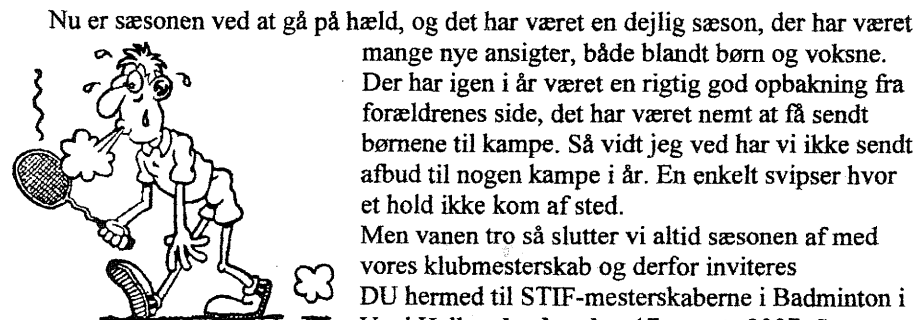 Nu er sæsonen ved at gå på hæld, og det har været en dejlig sæson, der har været
mange nye ansigter, både blandt børn og voksne.
Der har igen i år været en rigtig god opbakning fra
forældrenes side, det har været nemt at få sendt
børnene til kampe. Så vidt jeg ved har vi ikke sendt
afbud til nogen kampe i år. En enkelt svipser hvor
et hold ikke kom af sted.
Men vanen tro så slutter vi altid sæsonen af med
vores klubmesterskab og derfor inviteres
DU hermed til STIF-mesterskaberne i Badminton i